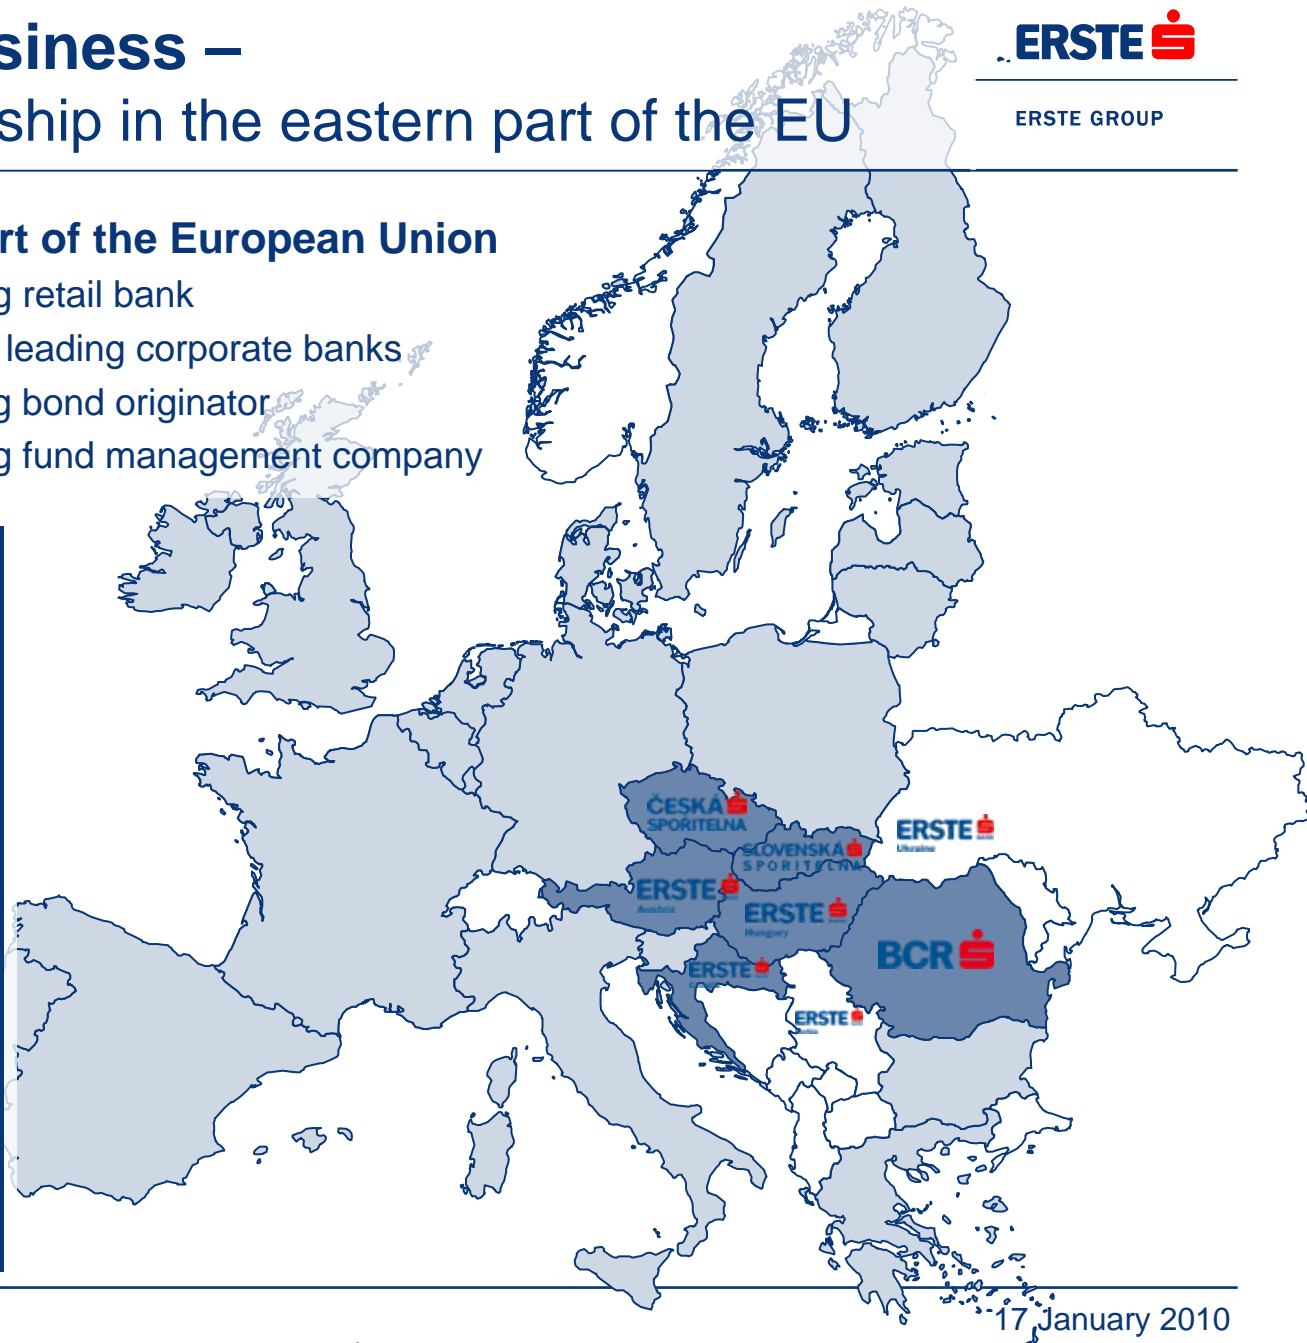 siness –
ship in the eastern part of the EU
ERSTE
ERSTE GROUP
rt of the European Union
g retail bank
leading corporate banks
g bond originator
g fund management company
ČESKÁ
SPOŘITELNA
SLOVENSKÁ
SPORITEĽŇA
ERSTE
Ukraine
ERSTE
Austria
ERSTE
Hungary
BCR
ERSTE
ERSTE
17 January 2010